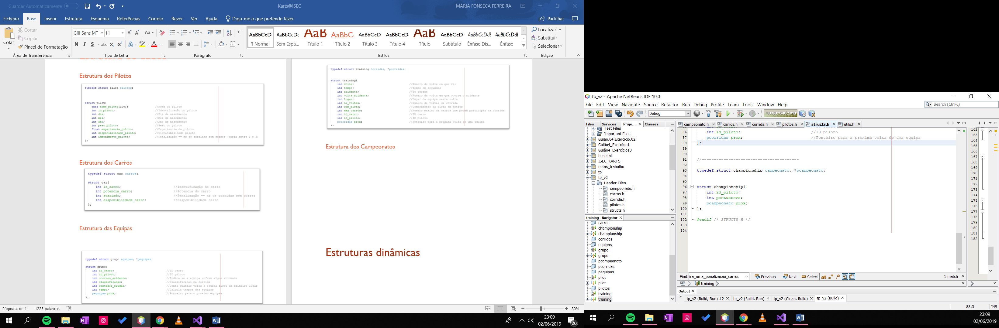 Guardar Automaticamente
Karts@ISEC
MARIA FONSECA FERREIRA
Ficheiro Base Inserir Estrutura Esquema Referências Correio Rever Ver Ajuda Diga-me o que pretende fazer Partilhar
Colar
Cortar
Copiar
Pincel de Formatação
Área de Transferência
Gill Sans MT 11
N I S abc x₂ x²
Tipo de Letra
Parágrafo
AaBbCcD AaBbCcDc AaB AaBbC AaBbCcD AaBbCcD AaB AaBbCcD AaBbCcDdE AaBbCcDdE
¶ Normal Sem Espa... Título 1 Título 2 Título 3 Título 4 Título Subtítulo Ênfase Dis... Ênfase
Estilos
Localizar
Substituir
Selecionar
Edição
Estrutura dos Pilotos
typedef struct pilot pilotos;
struct pilot{
char nome_piloto[100]; //Nome do piloto
int id_piloto; //Identificação do piloto
int dia; //Dia de nascimento
int mes; //Mes de nascimento
int ano; //Ano de nascimento
int peso_piloto; //Peso do piloto
float experiencia_piloto; //Experiencia do piloto
int disponibilidade_piloto; //Disponibilidade piloto
int impedimento_piloto; //Penalização == nr de corridas sem correr (varia entre 1 e 3)
};
Estrutura dos Carros
typedef struct car carros;
struct car{
int id_carro; //Identificação do carro
int potencia_carro; //Potencia do carro
int avariado; //Penalização == nr de corridas sem correr
int disponibilidade_carro; //Disponibilidade carro
};
Estrutura das Equipas
typedef struct grupo equipas, *pequipas;
struct grupo{
int id_carro; //ID carro
int id_piloto; //ID piloto
int ocorreu_acidente; //Indica se a equipa sofreu algum acidente
int classificacao; //Classificacao na corrida
int contador_plugar; //Conta quantas vezes a equipa ficou em primeiro lugar
int tempo; //Calcula tempos das equipas
pequipas prox; //Ponteiro para o proximo equipas
};
typedef struct training corridas, *pcorridas;
struct training{
int volta; //Numero de volta em que vai
int tempo; //Tempo em segundos
int acidente; //Se ocorre
int volta_acidente; //Numero da volta em que ocorre o acidente
int lugar; //Lugar da equipa nesta volta
int nr_voltas; //Numero de voltas da corrida
int com_pista; //Comprimento da pista em metros
int max_carros; //Numero maximo de carros que podem participar na corrida
int id_carro; //ID carro
int id_piloto; //ID piloto
pcorridas prox; //Ponteiro para a proxima volta de uma equipa
};
Estrutura dos Campeonatos
Estruturas dinâmicas
Página 4 de 11 1225 palavras
80%
23:09
02/06/2019
20
tp_v2 - Apache NetBeans IDE 10.0
File Edit View Navigate Source Refactor Run Debug Profile Team Tools Window Help
Search (Ctrl+I)
Debug
387,0/648,5MB
Files Services Proje... Classes
Test Files
Important Files
Guiao.04.Exercicio.02
Guião4_Exercício1
Guião4_Exercício13
hospital
ISEC_KARTS
notas_trabalho
tp
tp_v2
Header Files
campeonato.h
carros.h
corrida.h
pilotos.h
structs.h
training - Navigator
carros
championship
championship
corridas
equipas
grupo
grupo
pcampeonato
pcorridas
pequipas
pilot
pilot
pilotos
training
training
campeonato.h carros.h corrida.h pilotos.h structs.h utils.h
86 int id_piloto; //ID piloto
87 pcorridas prox; //Ponteiro para a proxima volta de uma equipa
88 };
89
90
91 //----------------------------------------
92
93 typedef struct championship campeonato, *pcampeonato;
94
95
96 struct championship{
97 int id_piloto;
98 int pontuacoes;
99 pcampeonato prox;
100 };
101
102 #endif /* STRUCTS_H */
103
104
162
163
164
165
166
167
168
169
170
171
172
173
174
175
176
177
178
179
180
181
182
Find: ira_uma_penalizacao_carros Previous Next Select 1 match
training
Output
tp_v2 (Build, Run) #2 tp_v2 (Build, Run) tp_v2 (Clean, Build) tp_v2 (Build)
88:3 INS
23:09
02/06/2019